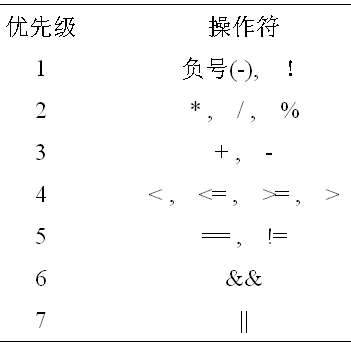 优先级 操作符
1 负号(-), !
2 * , / , %
3 + , -
4 < , <= , >= , >
5 == , !=
6 &&
7 ||